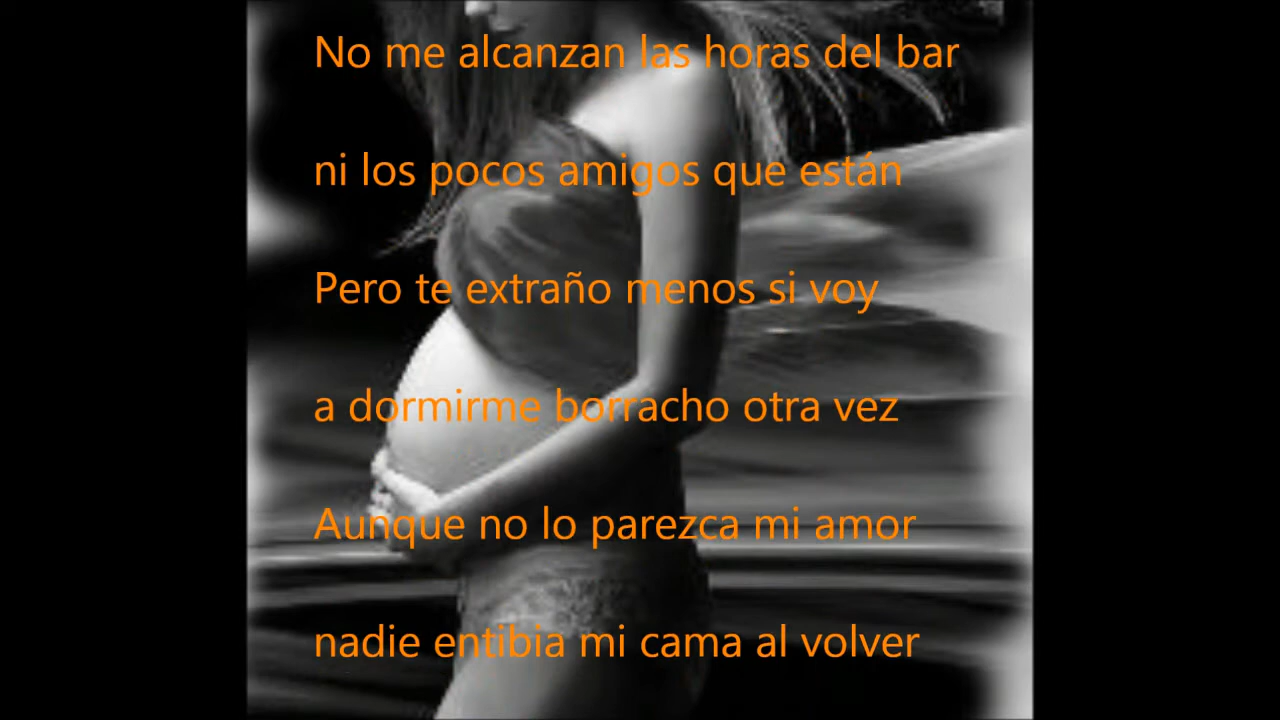 No me alcanzan las horas del bar
ni los pocos amigos que están
Pero te extraño menos si voy
a dormirme borracho otra vez
Aunque no lo parezca mi amor
nadie entibia mi cama al volver